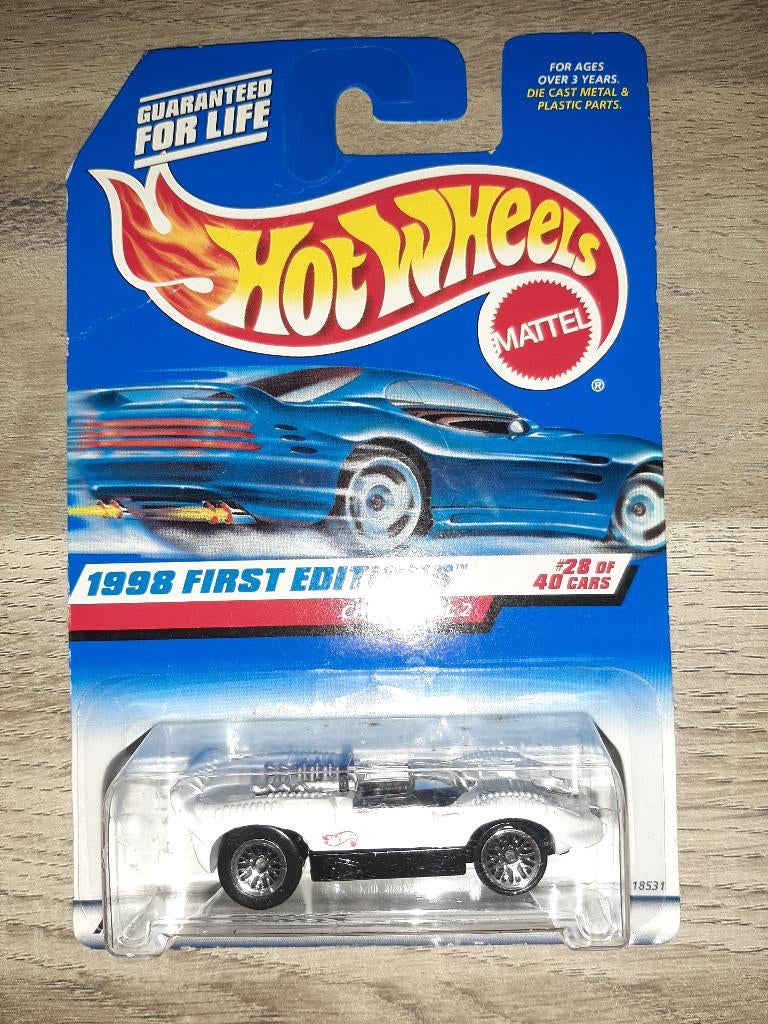 GUARANTEED
FOR LIFE
FOR AGES
OVER 3 YEARS.
DIE CAST METAL &
PLASTIC PARTS.
HOT WHEELS
MATTEL
®
1998 FIRST EDITIONS™
#28 OF
40 CARS
18531